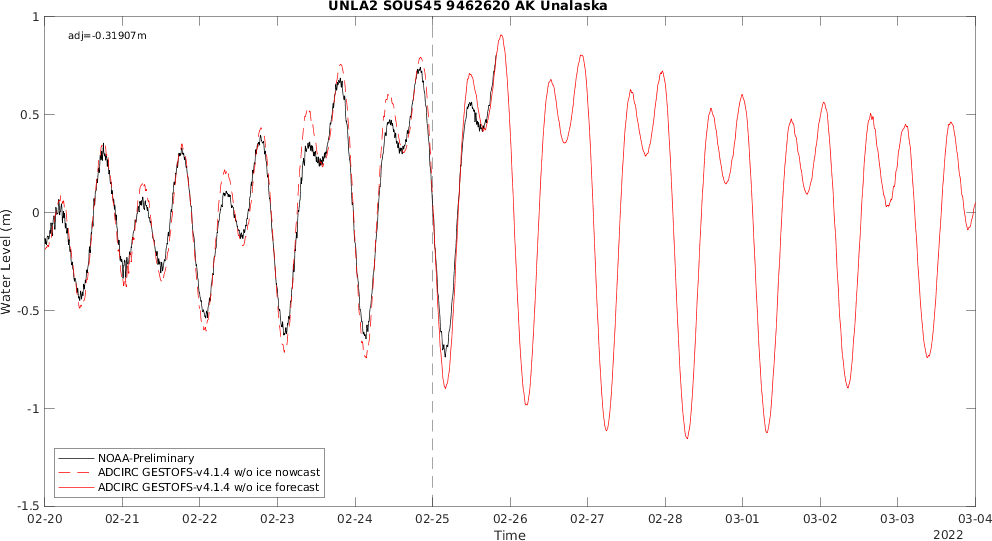 UNLA2 SOUS45 9462620 AK Unalaska
adj=-0.31907m
1
0.5
0
-0.5
-1
-1.5
Water Level (m)
NOAA-Preliminary
ADCIRC GESTOFS-v4.1.4 w/o ice nowcast
ADCIRC GESTOFS-v4.1.4 w/o ice forecast
02-20 02-21 02-22 02-23 02-24 02-25 02-26 02-27 02-28 03-01 03-02 03-03 03-04
Time
2022